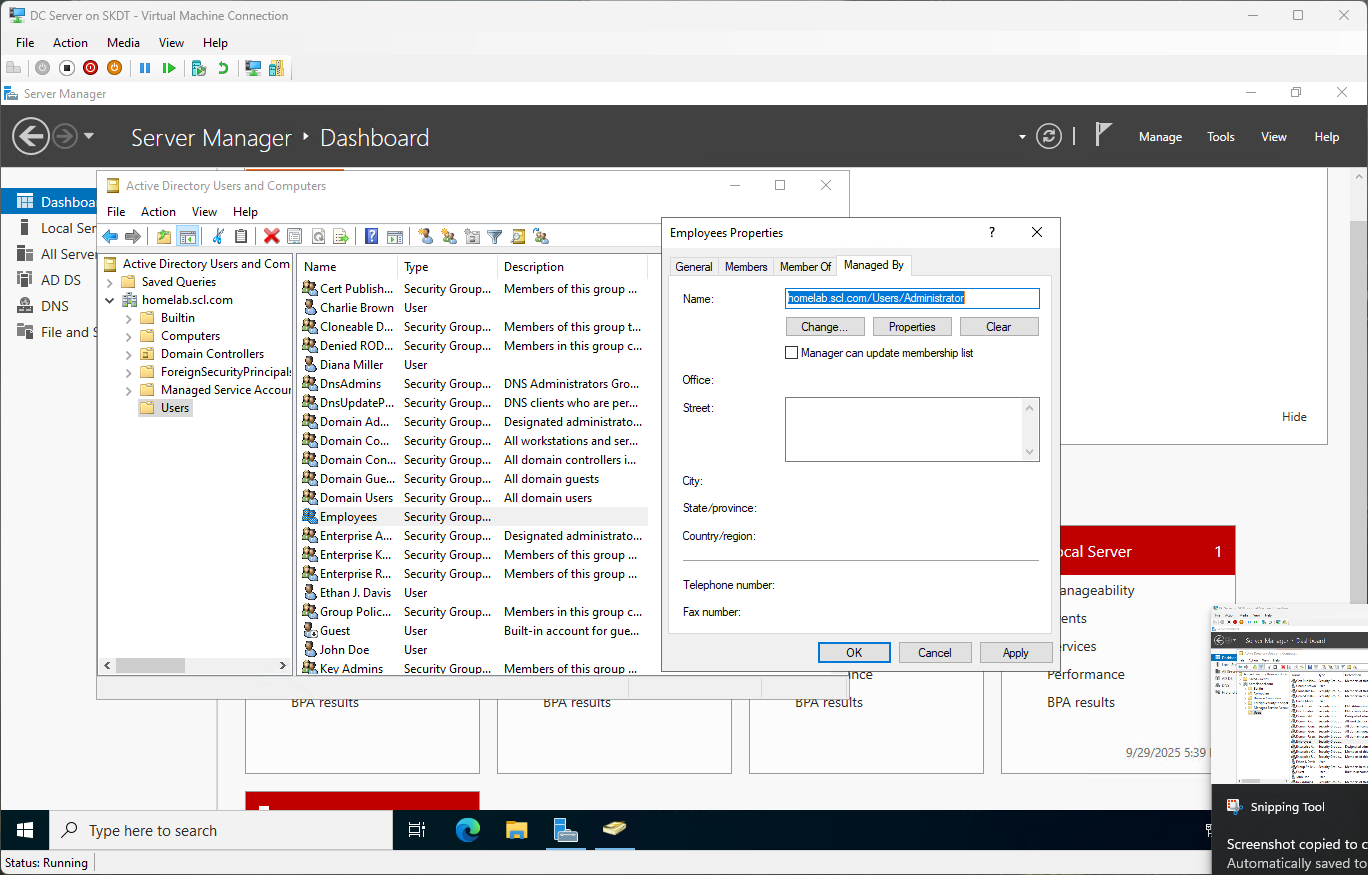 DC Server on SKDT - Virtual Machine Connection
File Action Media View Help
Server Manager
Server Manager ‣ Dashboard
Manage Tools View Help
Dashboa
Local Ser
All Server
AD DS
DNS
File and S
Active Directory Users and Computers
File Action View Help
Active Directory Users and Com
Saved Queries
homelab.scl.com
Builtin
Computers
Domain Controllers
ForeignSecurityPrincipals
Managed Service Accour
Users
Name Type Description
Cert Publish... Security Group... Members of this group ...
Charlie Brown User
Cloneable D... Security Group... Members of this group t...
Denied ROD... Security Group... Members in this group c...
Diana Miller User
DnsAdmins Security Group... DNS Administrators Gro...
DnsUpdateP... Security Group... DNS clients who are per...
Domain Ad... Security Group... Designated administrato...
Domain Co... Security Group... All workstations and ser...
Domain Con... Security Group... All domain controllers i...
Domain Gue... Security Group... All domain guests
Domain Users Security Group... All domain users
Employees Security Group...
Enterprise A... Security Group... Designated administrato...
Enterprise K... Security Group... Members of this group ...
Enterprise R... Security Group... Members of this group ...
Ethan J. Davis User
Group Polic... Security Group... Members in this group c...
Guest User Built-in account for gue...
John Doe User
Key Admins Security Group... Members of this group ...
Employees Properties ?
General Members Member Of Managed By
Name: homelab.scl.com/Users/Administrator
Change... Properties Clear
Manager can update membership list
Office:
Street:
City:
State/province:
Country/region:
Telephone number:
Fax number:
OK Cancel Apply
Hide
ocal Server 1
anageability
ents
ervices
Performance
BPA results
9/29/2025 5:39
nance
BPA results
BPA results
BPA results
Snipping Tool
Screenshot copied to c
Automatically saved to
Type here to search
Status: Running